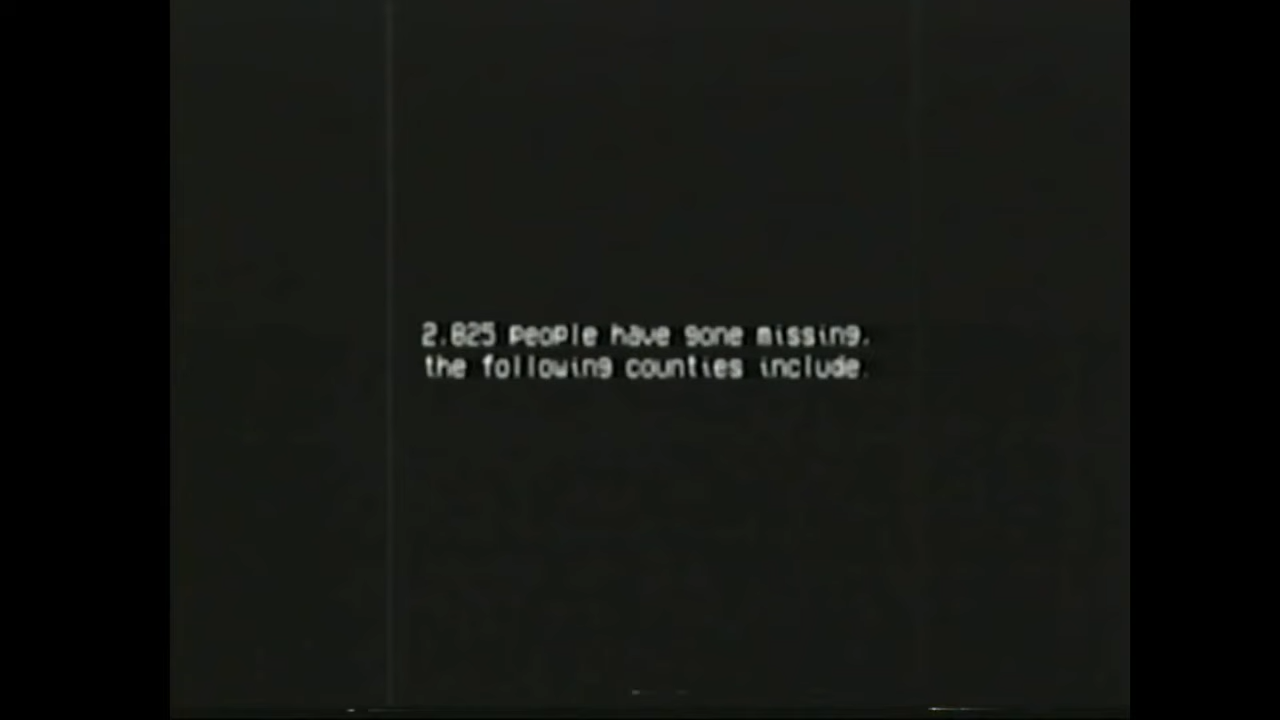 2,825 people have gone missing.
the following counties include.